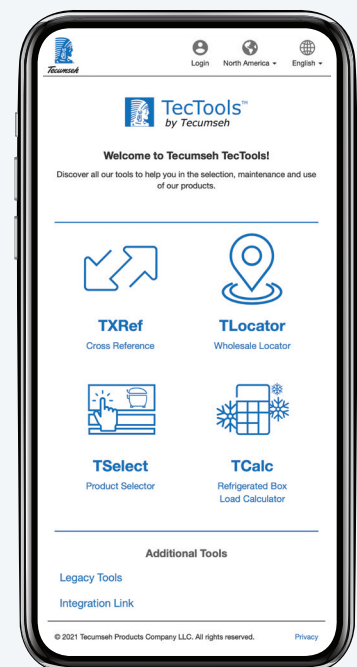 Tecumseh
Login North America English
TecTools™
by Tecumseh
Welcome to Tecumseh TecTools!
Discover all our tools to help you in the selection, maintenance and use
of our products.
TXRef
Cross Reference
TLocator
Wholesale Locator
TSelect
Product Selector
TCalc
Refrigerated Box
Load Calculator
Additional Tools
Legacy Tools
Integration Link
© 2021 Tecumseh Products Company LLC. All rights reserved. Privacy